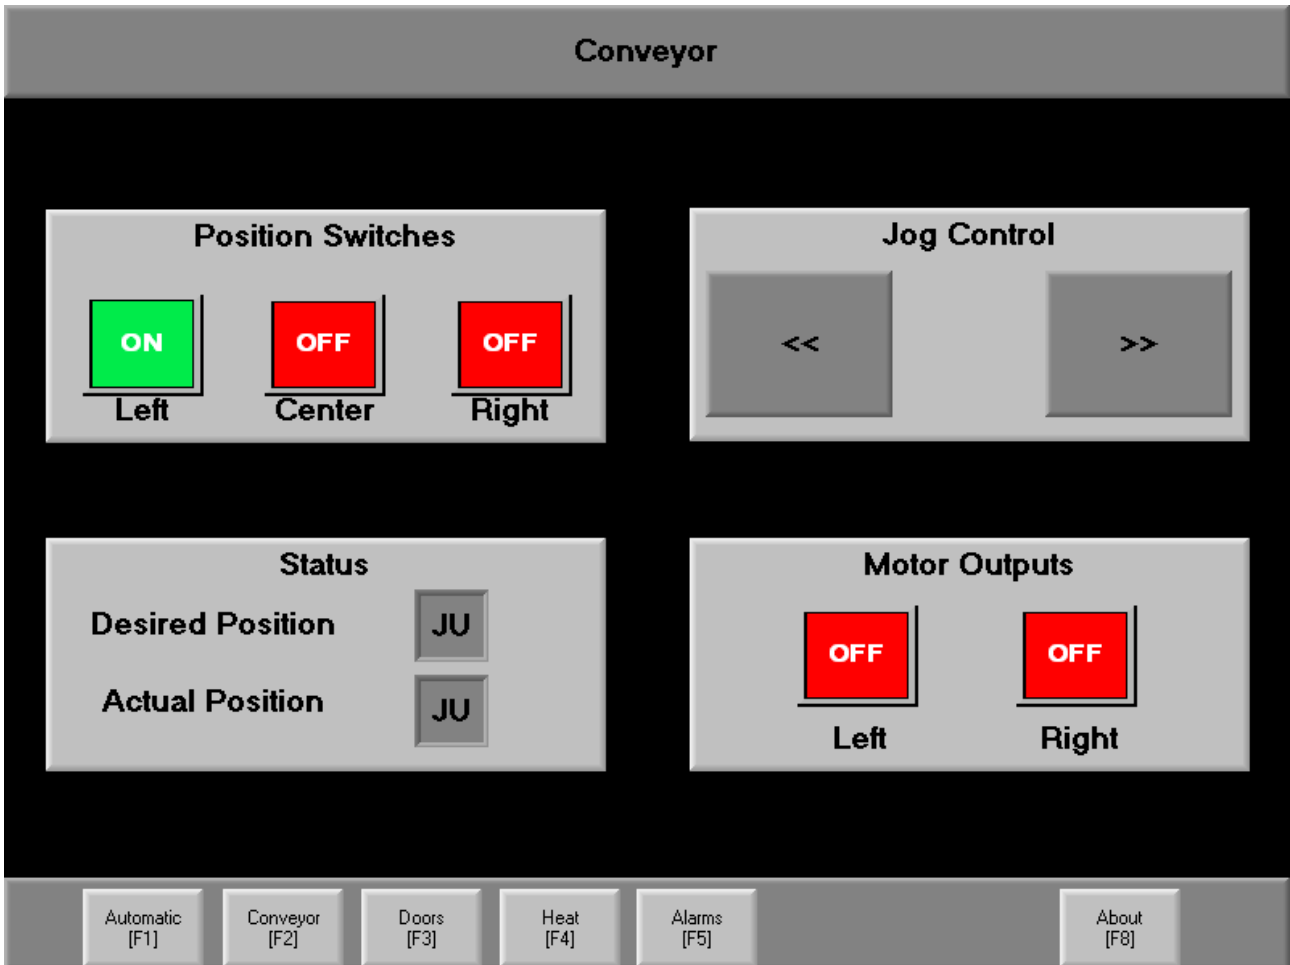 Conveyor
Position Switches
ON OFF OFF
Left Center Right
Jog Control
<< >>
Status
Desired Position JU
Actual Position JU
Motor Outputs
OFF OFF
Left Right
Automatic
[F1]
Conveyor
[F2]
Doors
[F3]
Heat
[F4]
Alarms
[F5]
About
[F8]